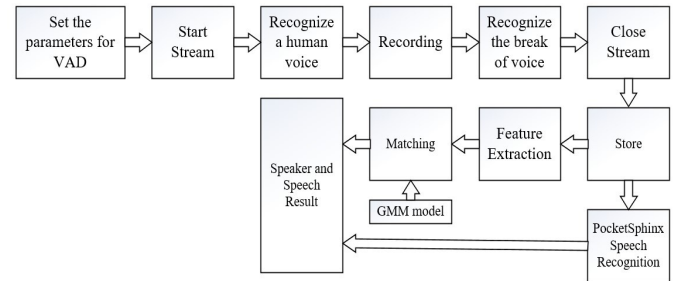 Set the
parameters for
VAD
Start
Stream
Recognize
a human
voice
Recording
Recognize
the break
of voice
Close
Stream
Store
Feature
Extraction
Matching
GMM model
Speaker and
Speech
Result
PocketSphinx
Speech
Recognition